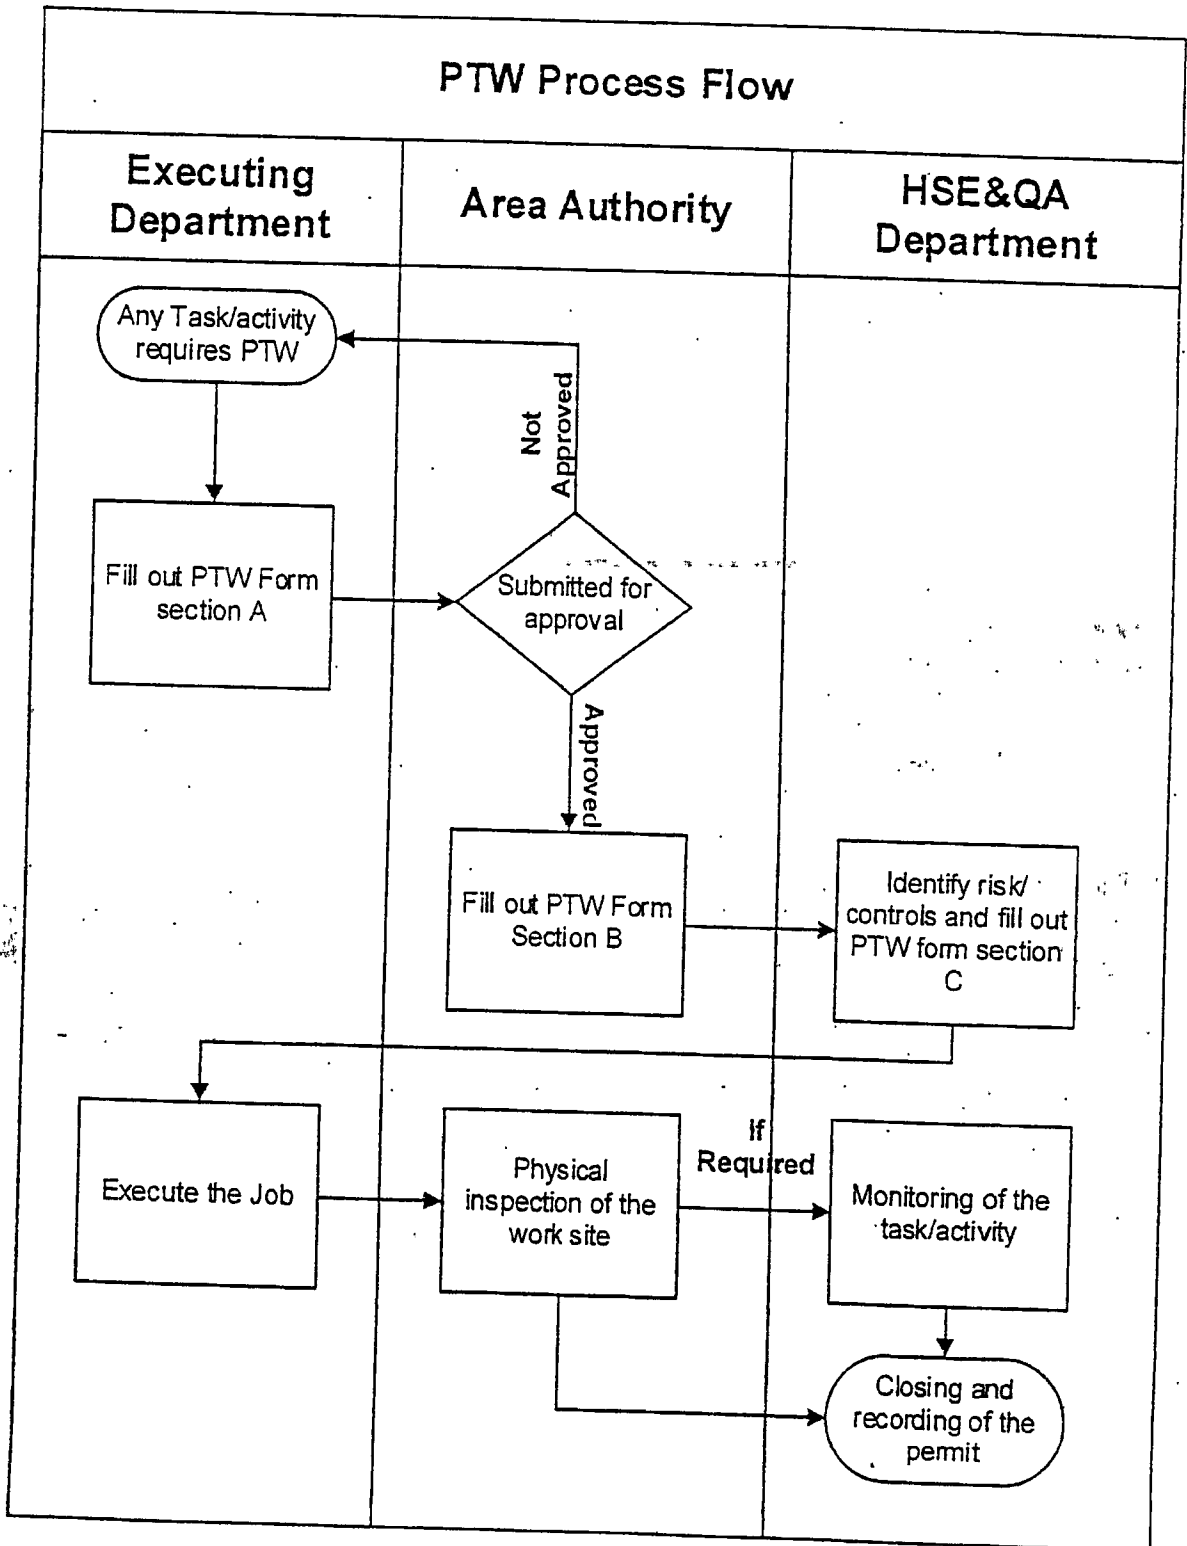 PTW Process Flow
Executing
Department
Area Authority
HSE&QA
Department
Any Task/activity
requires PTW
Not
Approved
Fill out PTW Form
section A
Submitted for
approval
Approved
Fill out PTW Form
Section B
Identify risk/
controls and fill out
PTW form section
C
Execute the Job
Physical
inspection of the
work site
If
Required
Monitoring of the
task/activity
Closing and
recording of the
permit